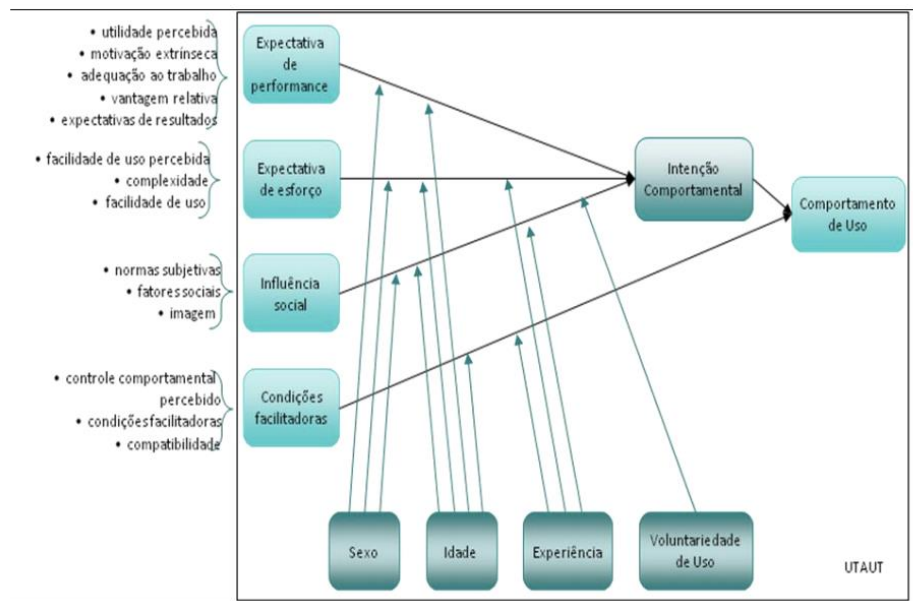 • utilidade percebida
• motivação extrínseca
• adequação ao trabalho
• vantagem relativa
• expectativas de resultados
Expectativa
de
performance
• facilidade de uso percebida
• complexidade
• facilidade de uso
Expectativa
de esforço
Intenção
Comportamental
Comportamento
de Uso
• normas subjetivas
• fatores sociais
• imagem
Influência
social
• controle comportamental
percebido
• condições facilitadoras
• compatibilidade
Condições
facilitadoras
Sexo
Idade
Experiência
Voluntariedade
de Uso
UTAUT